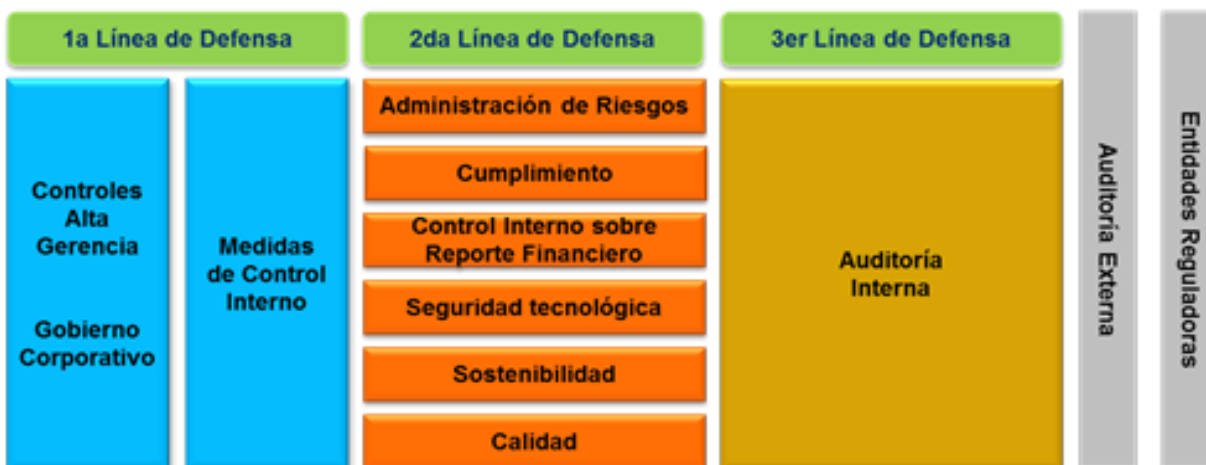 1a Línea de Defensa
2da Línea de Defensa
3er Línea de Defensa
Controles
Alta
Gerencia
Gobierno
Corporativo
Medidas
de Control
Interno
Administración de Riesgos
Cumplimiento
Control Interno sobre
Reporte Financiero
Seguridad tecnológica
Sostenibilidad
Calidad
Auditoría
Interna
Auditoría Externa
Entidades Reguladoras